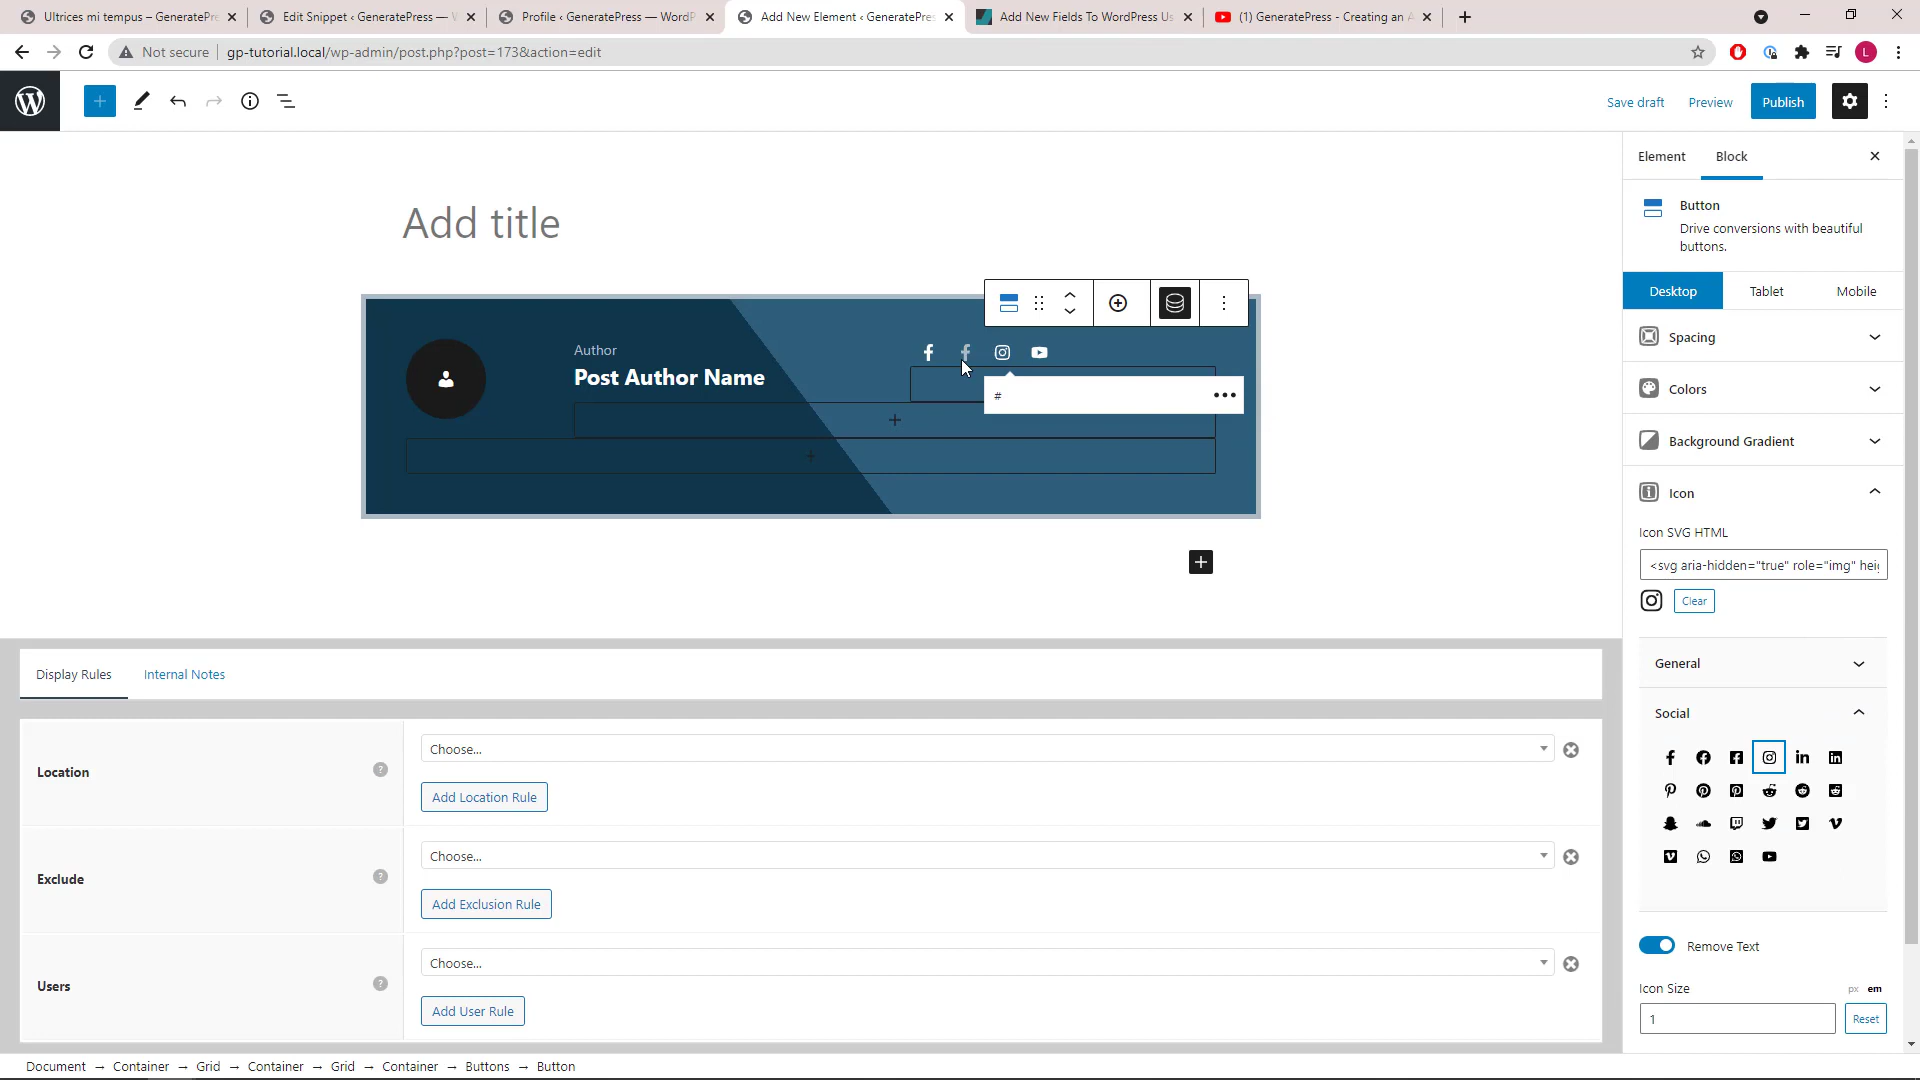 Ultrices mi tempus – GeneratePre
Edit Snippet ‹ GeneratePress — W
Profile ‹ GeneratePress — WordP
Add New Element ‹ GeneratePres
Add New Fields To WordPress Us
(1) GeneratePress - Creating an A
Not secure
gp-tutorial.local/wp-admin/post.php?post=173&action=edit
L
Save draft
Preview
Publish
Element
Block
Button
Drive conversions with beautiful
buttons.
Desktop
Tablet
Mobile
Add title
Author
Post Author Name
#
Spacing
Colors
Background Gradient
Icon
Icon SVG HTML
<svg aria-hidden="true" role="img" heig
Clear
General
Social
Remove Text
Icon Size
px
em
1
Reset
Display Rules
Internal Notes
Location
?
Choose...
Add Location Rule
Exclude
?
Choose...
Add Exclusion Rule
Users
?
Choose...
Add User Rule
Document → Container → Grid → Container → Grid → Container → Buttons → Button